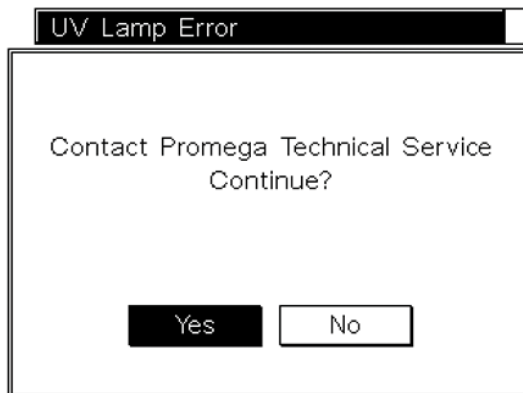 UV Lamp Error
Contact Promega Technical Service
Continue?
Yes
No